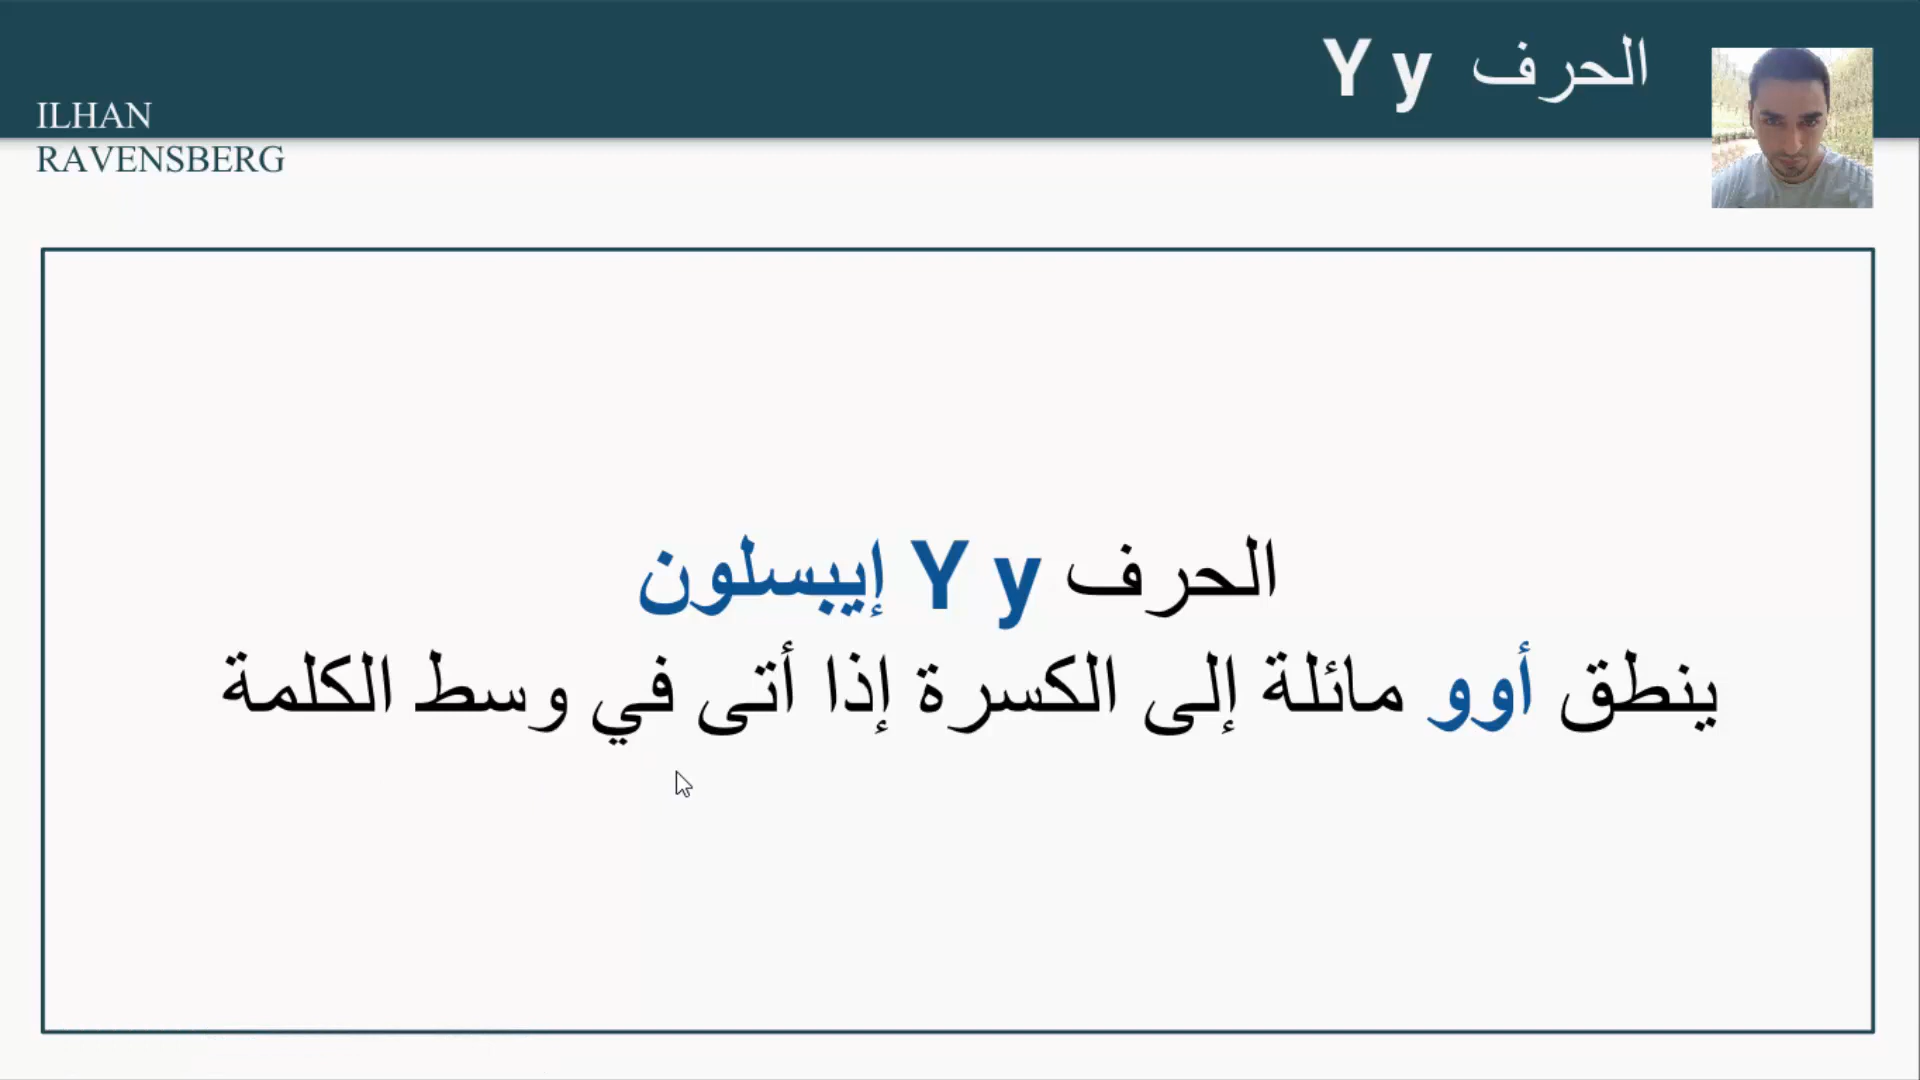 الحرف Y y
ILHAN
RAVENSBERG
الحرف Y y إيبسلون
ينطق أوو مائلة إلى الكسرة إذا أتى في وسط الكلمة